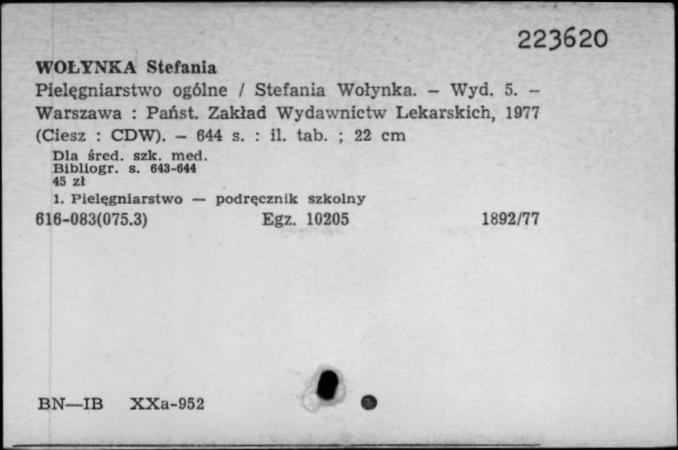 223620
WOŁYNKA Stefania
Pielęgniarstwo ogólne / Stefania Wołynka. — Wyd. 5. —
Warszawa : Państ. Zakład Wydawnictw Lekarskich, 1977
(Ciesz : CDW). — 644 s. : il. tab. ; 22 cm
Dla śred. szk. med.
Bibliogr. s. 643-644
45 zł
1. Pielęgniarstwo — podręcznik szkolny
616-083(075.3) Egz. 10205 1892/77
BN—IB XXa-952